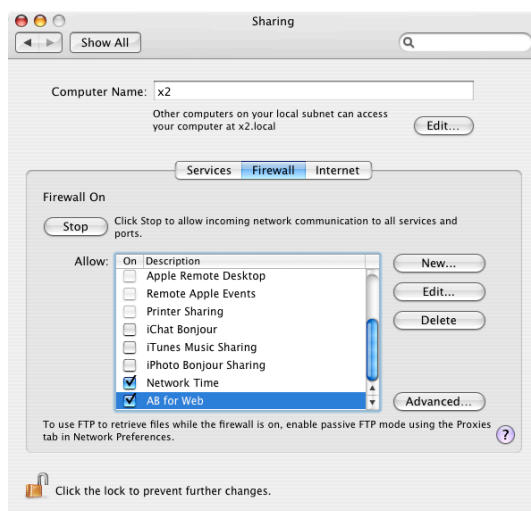 Sharing
Show All
Computer Name: x2
Other computers on your local subnet can access
your computer at x2.local
Edit...
Services Firewall Internet
Firewall On
Stop Click Stop to allow incoming network communication to all services and
ports.
Allow: On Description
Apple Remote Desktop
Remote Apple Events
Printer Sharing
iChat Bonjour
iTunes Music Sharing
iPhoto Bonjour Sharing
Network Time
AB for Web
New...
Edit...
Delete
Advanced...
To use FTP to retrieve files while the firewall is on, enable passive FTP mode using the Proxies
tab in Network Preferences.
?
Click the lock to prevent further changes.